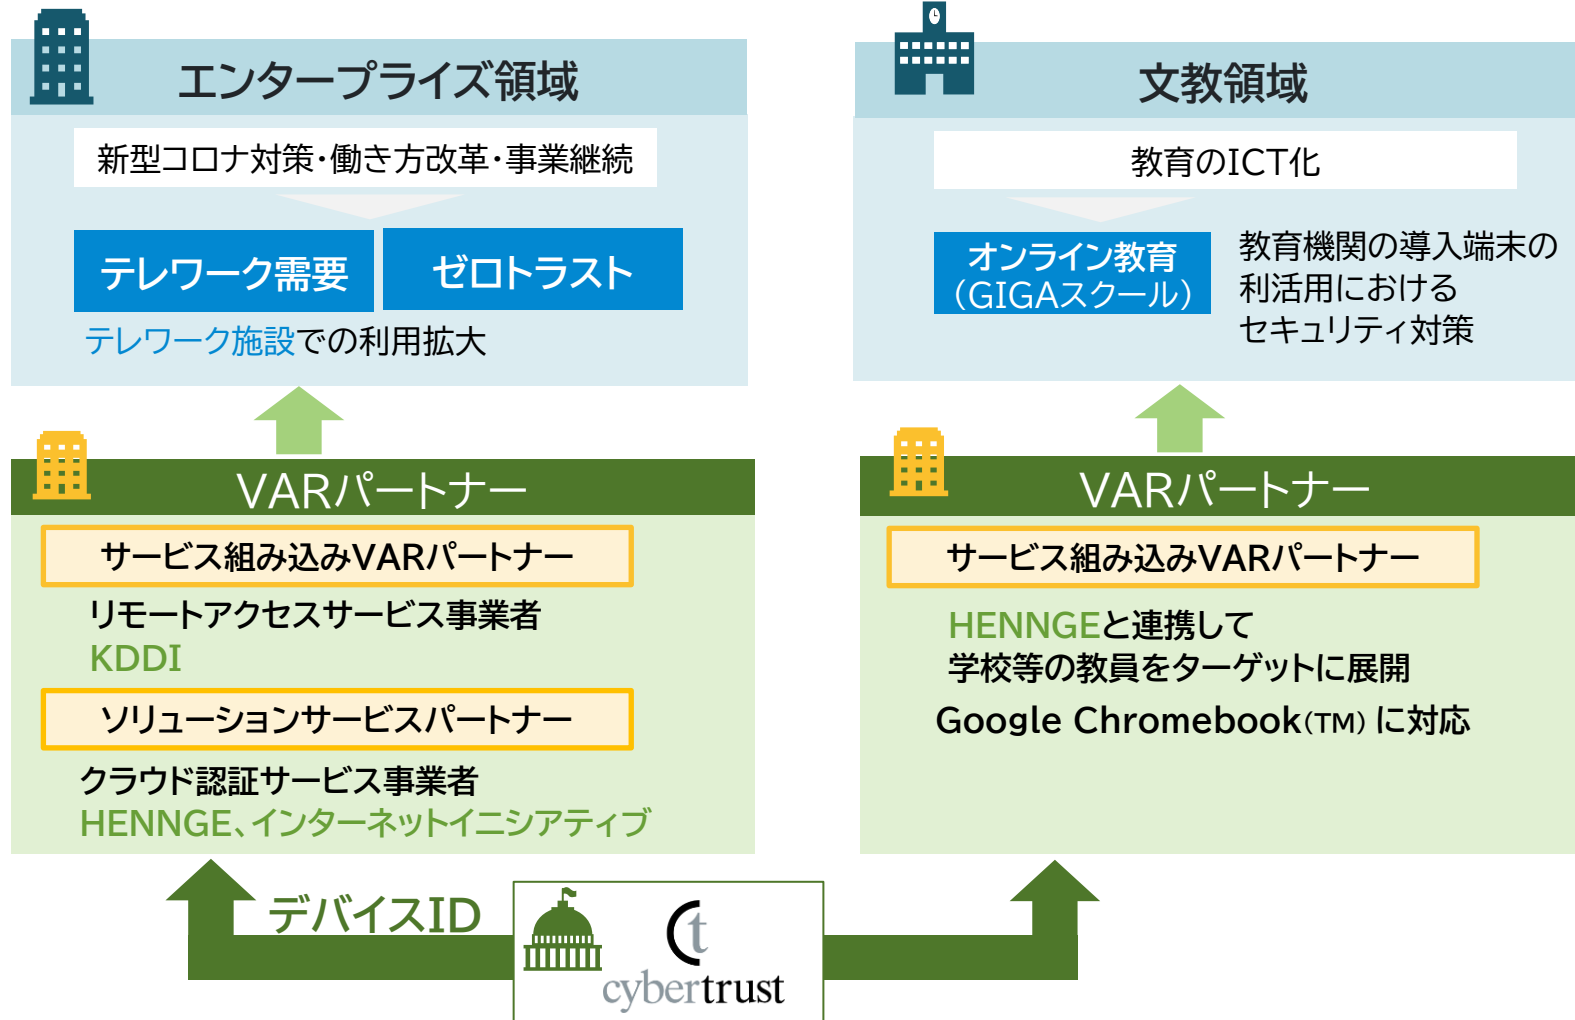 エンタープライズ領域
新型コロナ対策・働き方改革・事業継続
テレワーク需要
ゼロトラスト
テレワーク施設での利用拡大
文教領域
教育のICT化
オンライン教育
（GIGAスクール）
教育機関の導入端末の
利活用における
セキュリティ対策
VARパートナー
サービス組み込みVARパートナー
リモートアクセスサービス事業者
KDDI
ソリューションサービスパートナー
クラウド認証サービス事業者
HENNGE、インターネットイニシアティブ
VARパートナー
サービス組み込みVARパートナー
HENNGEと連携して
学校等の教員をターゲットに展開
Google Chromebook(TM) に対応
デバイスID
cybertrust